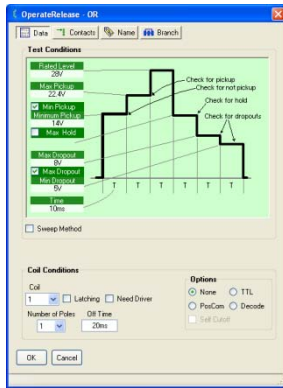 OperateRelease - OR
Data Contacts Name Branch
Test Conditions
Rated Level
28V
Max Pickup
22.4V
Min Pickup
Minimum Pickup
14V
Max Hold
Max Dropout
8V
Max Dropout
Min Dropout
5V
Time
10ms
Check for pickup
Check for not pickup
Check for hold
Check for dropouts
T T T T T T
Sweep Method
Coil Conditions
Coil
1 Latching Need Driver
Number of Poles Off Time
1 20ms
Options
None TTL
PosCom Decode
Self Cutoff
OK Cancel